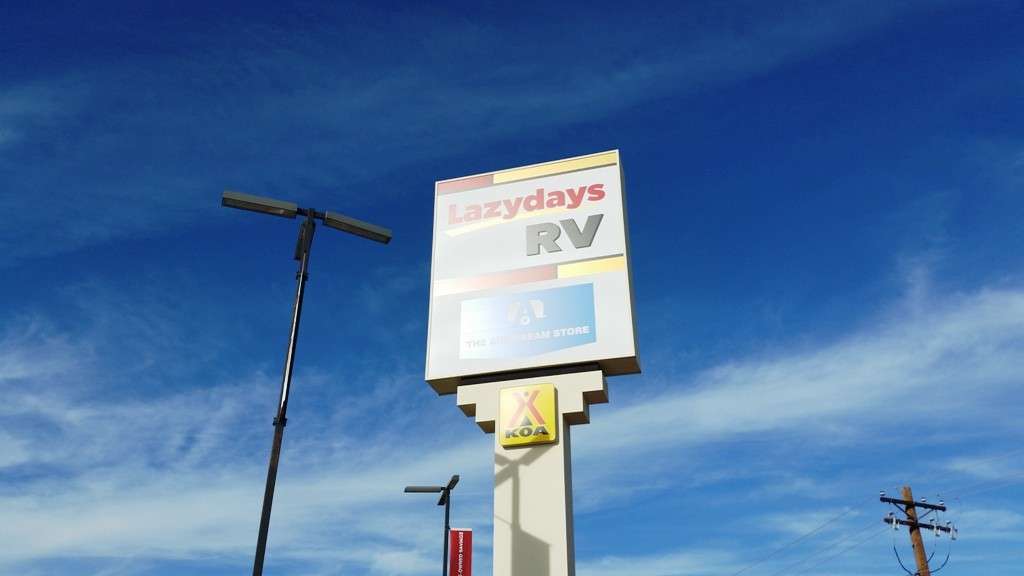 Lazydays
RV
THE AIRSTREAM STORE
KOA